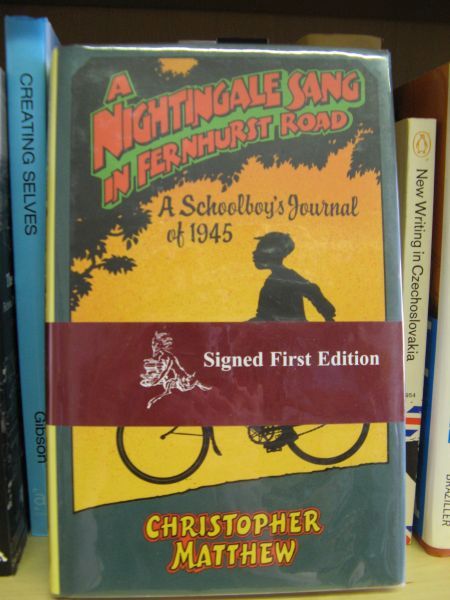 A
NIGHTINGALE SANG
IN FERNHURST ROAD
A Schoolboy's Journal
of 1945
Signed First Edition
CHRISTOPHER
MATTHEW
CREATING SELVES
Gibson
New Writing in Czechoslovakia
BRAZILLER